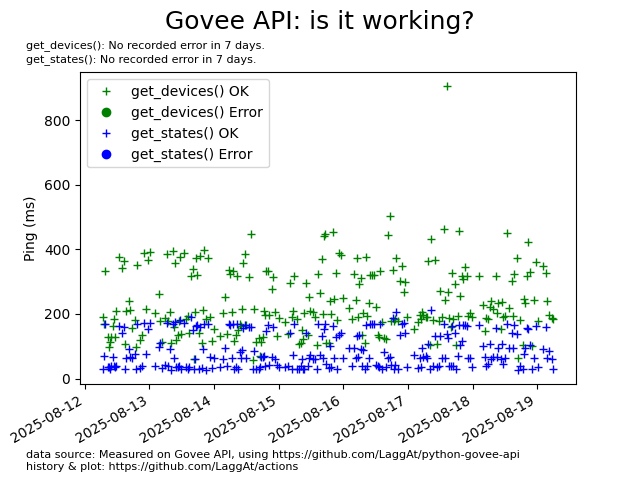 Govee API: is it working?
get_devices(): No recorded error in 7 days.
get_states(): No recorded error in 7 days.
get_devices() OK
get_devices() Error
get_states() OK
get_states() Error
Ping (ms)
800
600
400
200
0
2025-08-12
2025-08-13
2025-08-14
2025-08-15
2025-08-16
2025-08-17
2025-08-18
2025-08-19
data source: Measured on Govee API, using https://github.com/LaggAt/python-govee-api
history & plot: https://github.com/LaggAt/actions